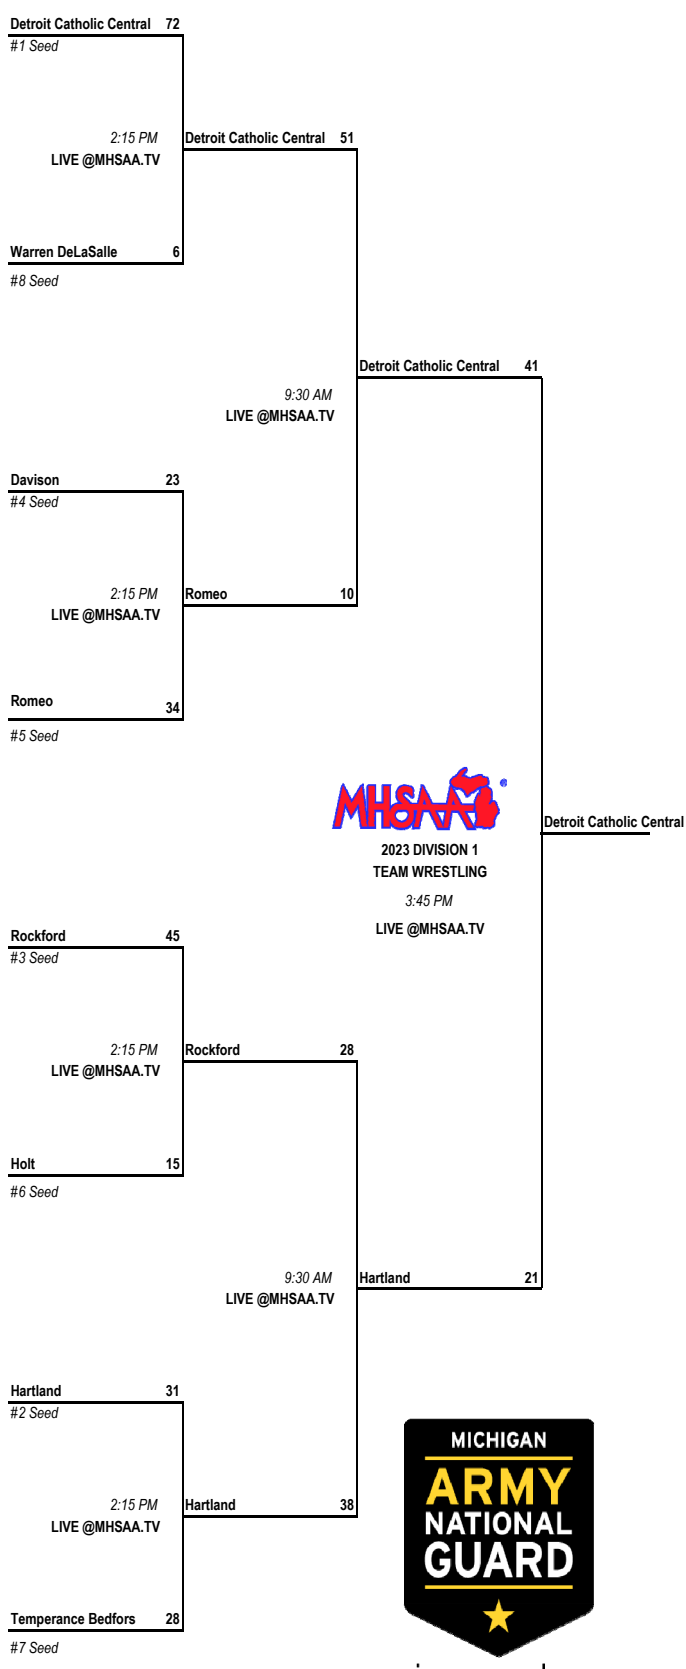 Detroit Catholic Central 72
#1 Seed
2:15 PM Detroit Catholic Central 51
LIVE @MHSAA.TV
Warren DeLaSalle 6
#8 Seed
Detroit Catholic Central 41
9:30 AM
LIVE @MHSAA.TV
Davison 23
#4 Seed
2:15 PM Romeo 10
LIVE @MHSAA.TV
Romeo 34
#5 Seed
MHSAA
Detroit Catholic Central
2023 DIVISION 1
TEAM WRESTLING
3:45 PM
LIVE @MHSAA.TV
Rockford 45
#3 Seed
2:15 PM Rockford 28
LIVE @MHSAA.TV
Holt 15
#6 Seed
9:30 AM Hartland 21
LIVE @MHSAA.TV
Hartland 31
#2 Seed
MICHIGAN
ARMY
NATIONAL
GUARD
2:15 PM Hartland 38
LIVE @MHSAA.TV
Temperance Bedfors 28
#7 Seed